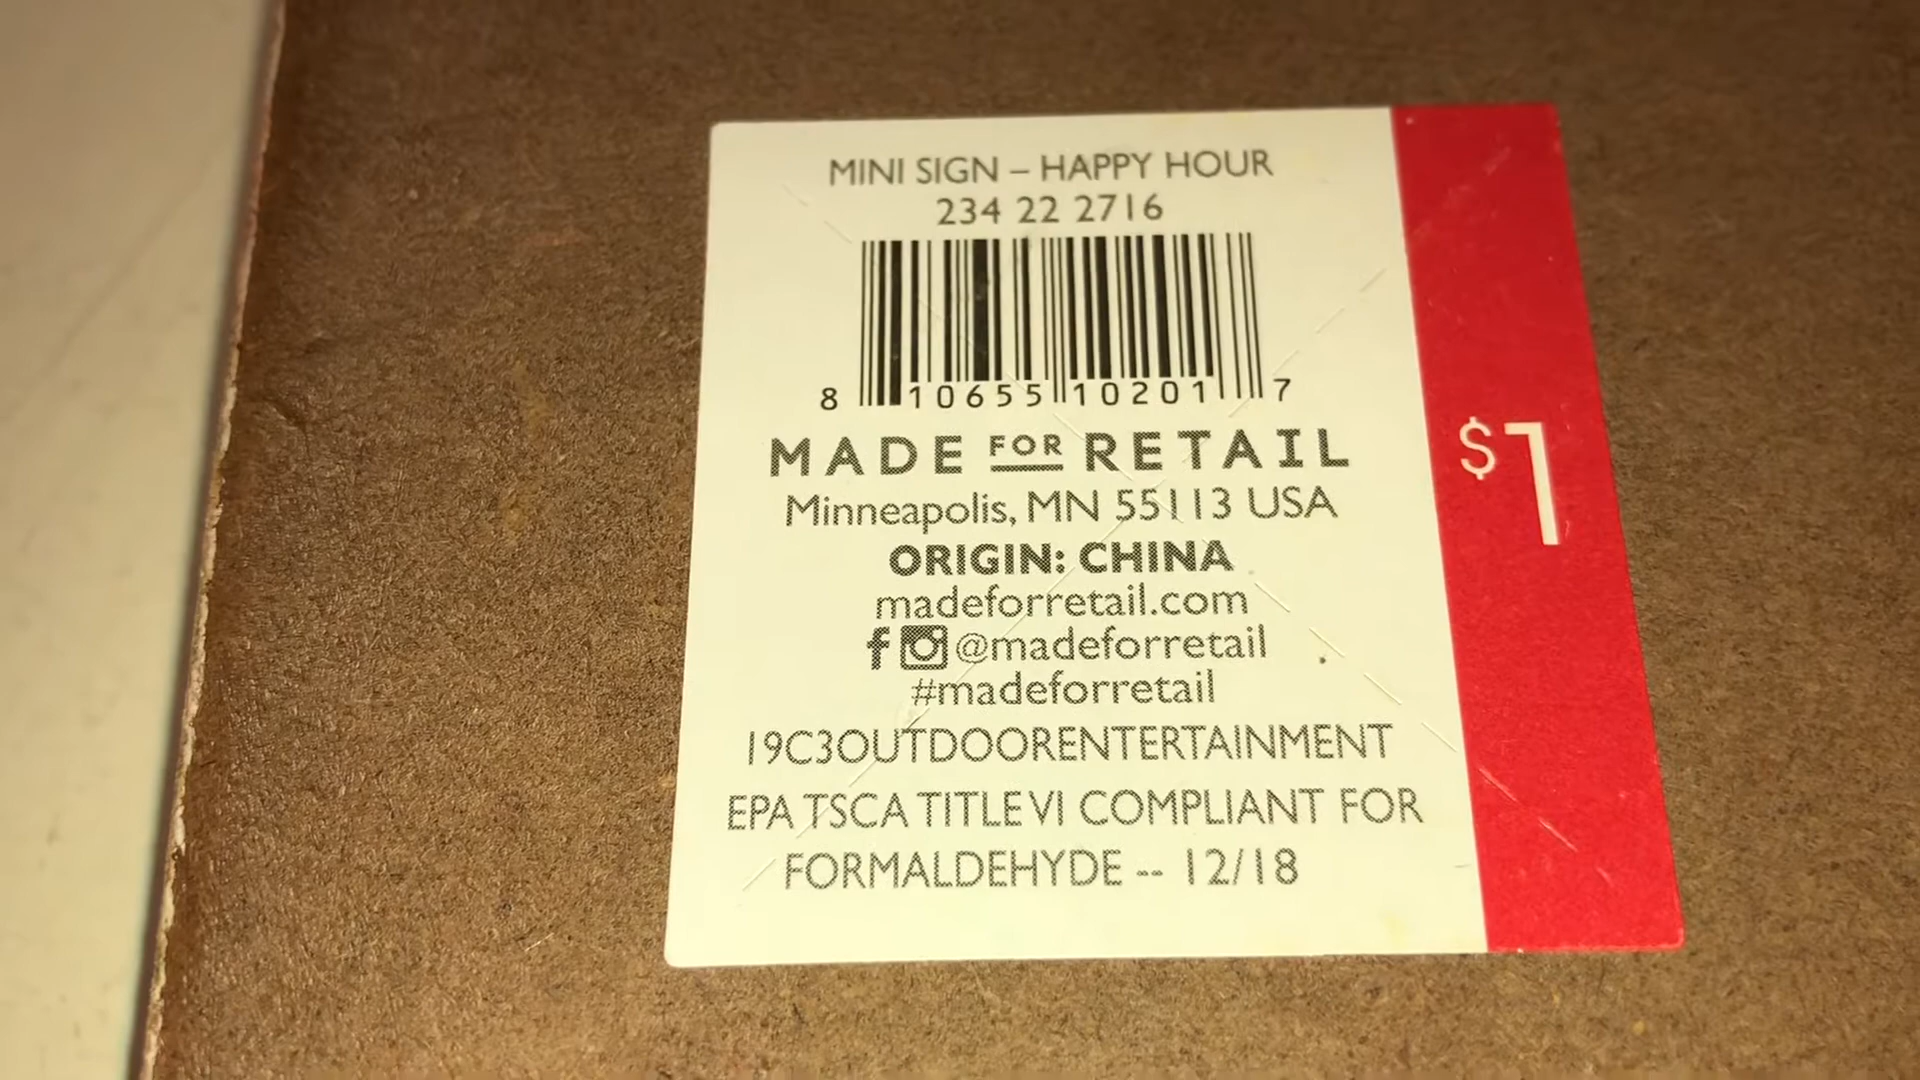 MINI SIGN – HAPPY HOUR
234 22 2716
8 10655 10201 7
MADE FOR RETAIL
Minneapolis, MN 55113 USA
ORIGIN: CHINA
madeforretail.com
@madeforretail
#madeforretail
19C3OUTDOORENTERTAINMENT
EPA TSCA TITLE VI COMPLIANT FOR
FORMALDEHYDE -- 12/18
$1